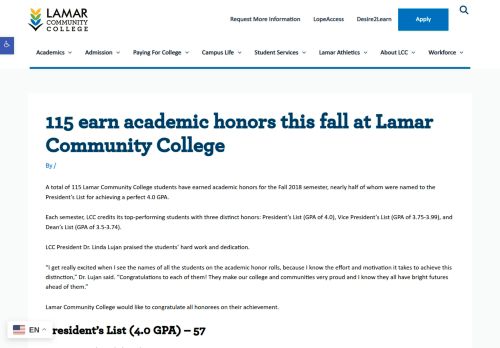 LAMAR
COMMUNITY
COLLEGE
Request More Information LopeAccess Desire2Learn Apply
Academics Admission Paying For College Campus Life Student Services Lamar Athletics About LCC Workforce
115 earn academic honors this fall at Lamar
Community College
By /
A total of 115 Lamar Community College students have earned academic honors for the Fall 2018 semester, nearly half of whom were named to the
President's List for achieving a perfect 4.0 GPA.
Each semester, LCC credits its top-performing students with three distinct honors: President's List (GPA of 4.0), Vice President's List (GPA of 3.75-3.99), and
Dean's List (GPA of 3.5-3.74).
LCC President Dr. Linda Lujan praised the students' hard work and dedication.
"I get really excited when I see the names of all the students on the academic honor rolls, because I know the effort and motivation it takes to achieve this
distinction," Dr. Lujan said. "Congratulations to each of them! They make our college and communities very proud and I know they all have bright futures
ahead of them."
Lamar Community College would like to congratulate all honorees on their achievement.
resident's List (4.0 GPA) – 57
EN